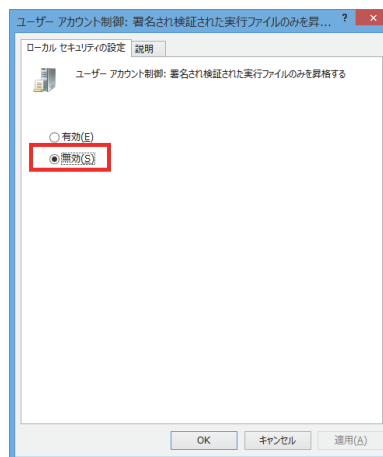 ユーザー アカウント制御: 署名され検証された実行ファイルのみを昇...
?
×
ローカル セキュリティの設定 説明
ユーザー アカウント制御: 署名され検証された実行ファイルのみを昇格する
有効(E)
無効(S)
OK キャンセル 適用(A)